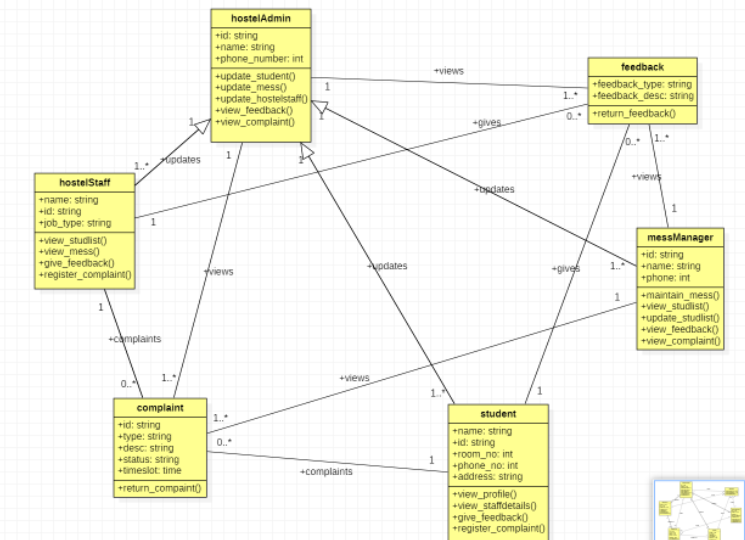 hostelAdmin
+id: string
+name: string
+phone_number: int
+update_student()
+update_mess()
+update_hostelstaff()
+view_feedback()
+view_complaint()
feedback
+feedback_type: string
+feedback_desc: string
+return_feedback()
+views
1
1..*
0..*
+gives
1
1
1
1
0..*
1..*
1..*
+updates
hostelStaff
+name: string
+id: string
+job_type: string
+view_studlist()
+view_mess()
+give_feedback()
+register_complaint()
1
+updates
+views
1
messManager
+id: string
+name: string
+phone: int
+maintain_mess()
+view_studlist()
+update_studlist()
+view_feedback()
+view_complaint()
+views
+updates
+gives
1..*
1
1
+complaints
0..*
1..*
+views
1..*
1
complaint
+id: string
+type: string
+desc: string
+status: string
+timeslot: time
+return_compaint()
1..*
0..*
+complaints
1
student
+name: string
+id: string
+room_no: int
+phone_no: int
+address: string
+view_profile()
+view_staffdetails()
+give_feedback()
+register_complaint()